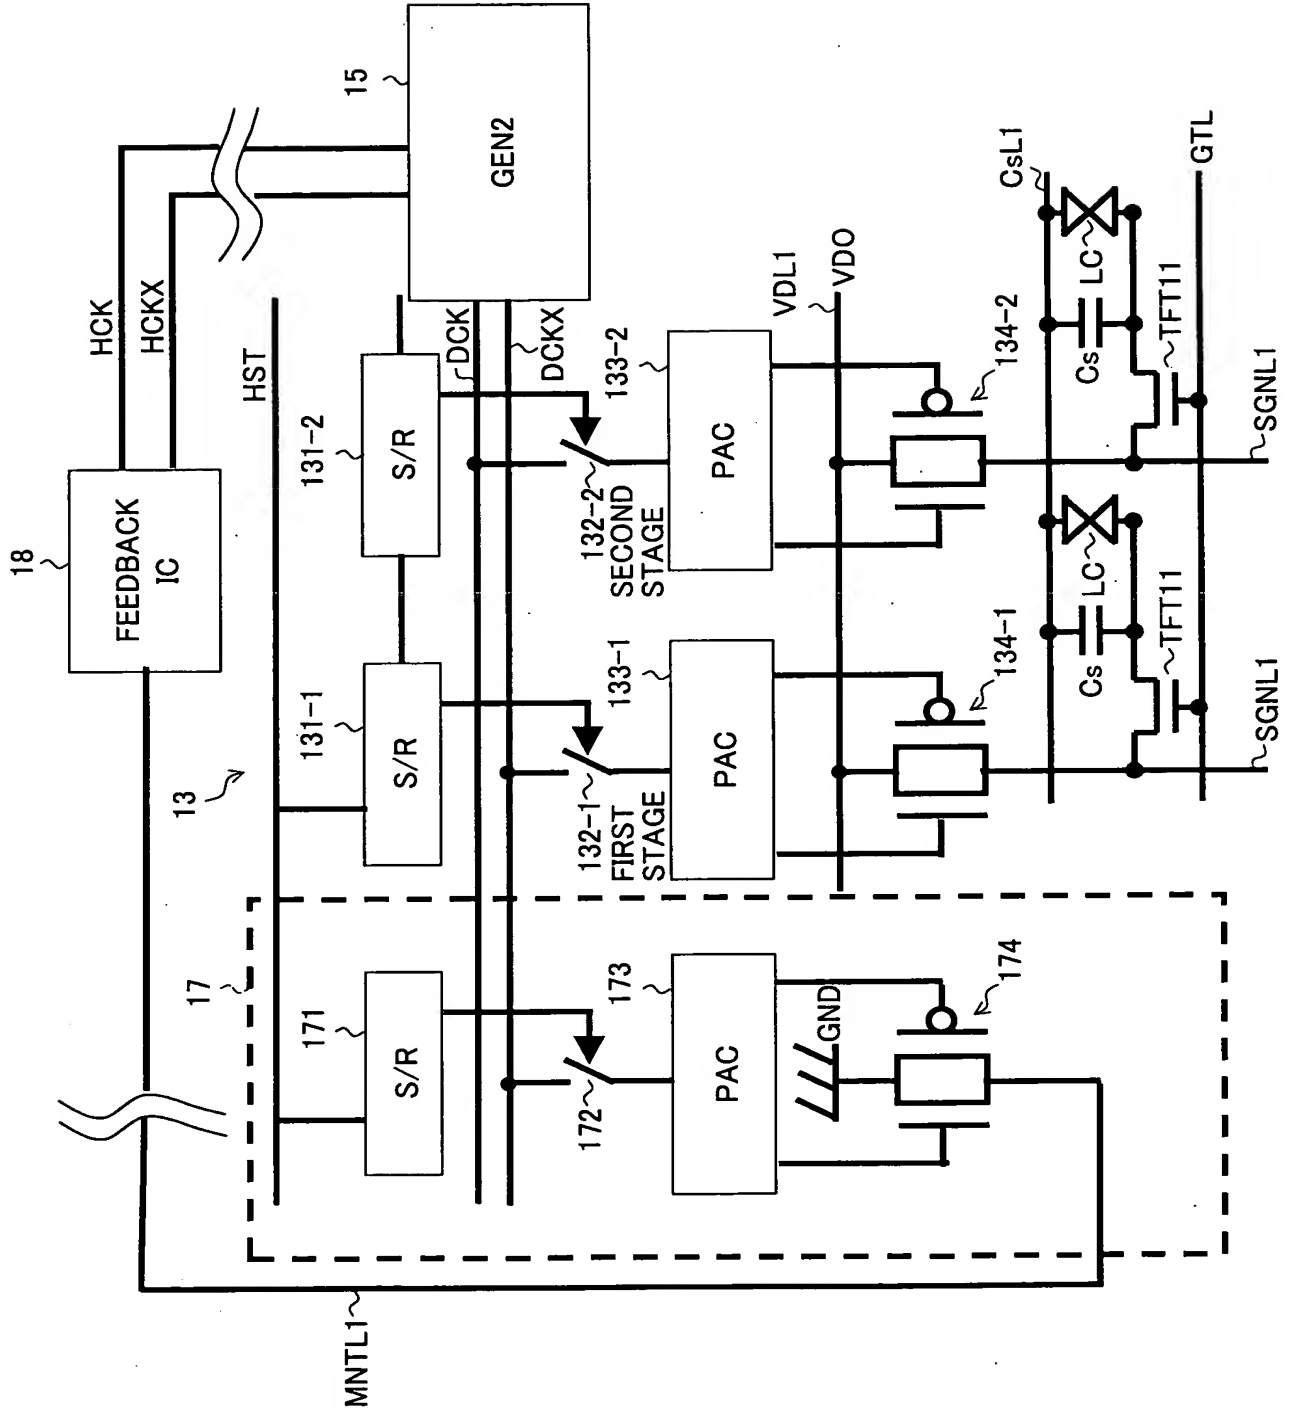 18
FEEDBACK
IC
HCK
HCKX
15
GEN2
13
HST
17
171
S/R
131-1
S/R
131-2
S/R
DCK
DCKX
172
132-1
FIRST
STAGE
132-2
SECOND
STAGE
173
PAC
133-1
PAC
133-2
PAC
VDL1
VDO
GND
174
134-1
134-2
CsL1
Cs
LC
Cs
LC
TFT11
TFT11
GTL
SGNL1
SGNL1
MNTL1